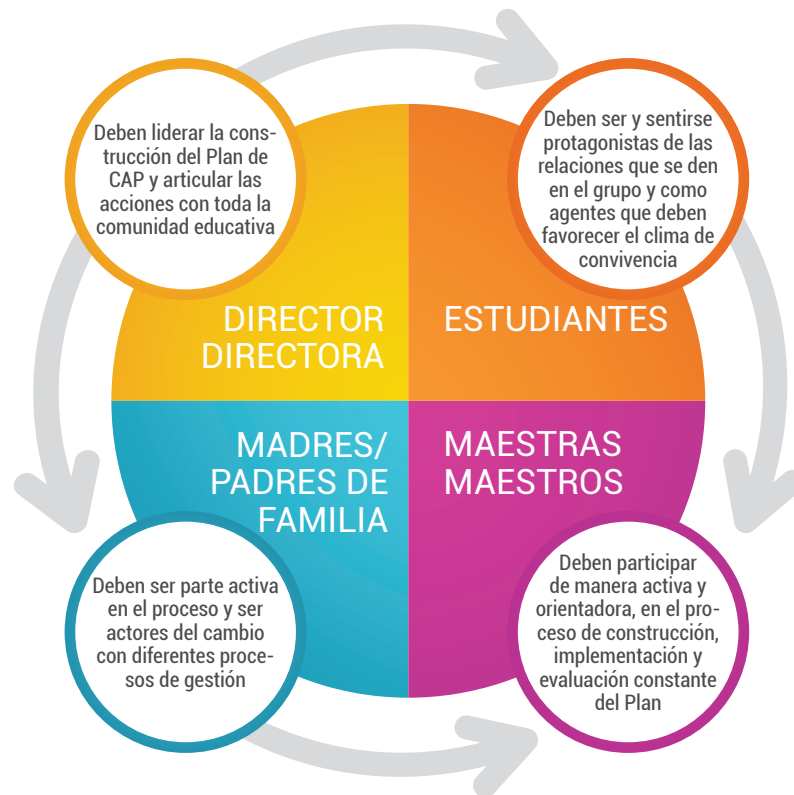 Deben liderar la cons-
trucción del Plan de
CAP y articular las
acciones con toda la
comunidad educativa
DIRECTOR
DIRECTORA
Deben ser y sentirse
protagonistas de las
relaciones que se den
en el grupo y como
agentes que deben
favorecer el clima de
convivencia
ESTUDIANTES
MADRES/
PADRES DE
FAMILIA
Deben ser parte activa
en el proceso y ser
actores del cambio
con diferentes proce-
sos de gestión
MAESTRAS
MAESTROS
Deben participar
de manera activa y
orientadora, en el pro-
ceso de construcción,
implementación y
evaluación constante
del Plan